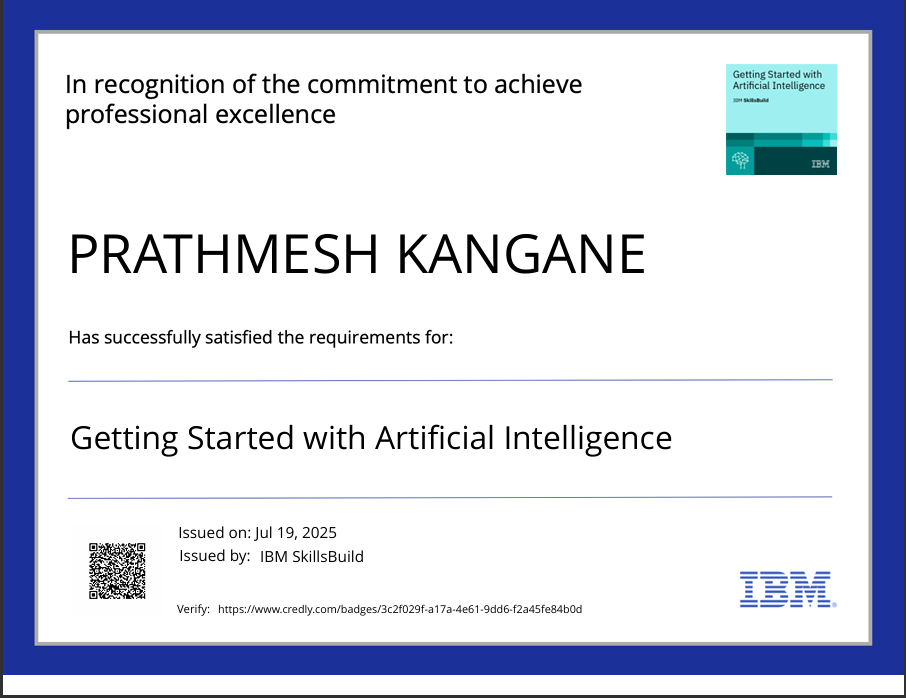 In recognition of the commitment to achieve
professional excellence
Getting Started with
Artificial Intelligence
IBM SkillsBuild
IBM
PRATHMESH KANGANE
Has successfully satisfied the requirements for:
Getting Started with Artificial Intelligence
Issued on: Jul 19, 2025
Issued by: IBM SkillsBuild
Verify: https://www.credly.com/badges/3c2f029f-a17a-4e61-9dd6-f2a45fe84b0d
IBM®